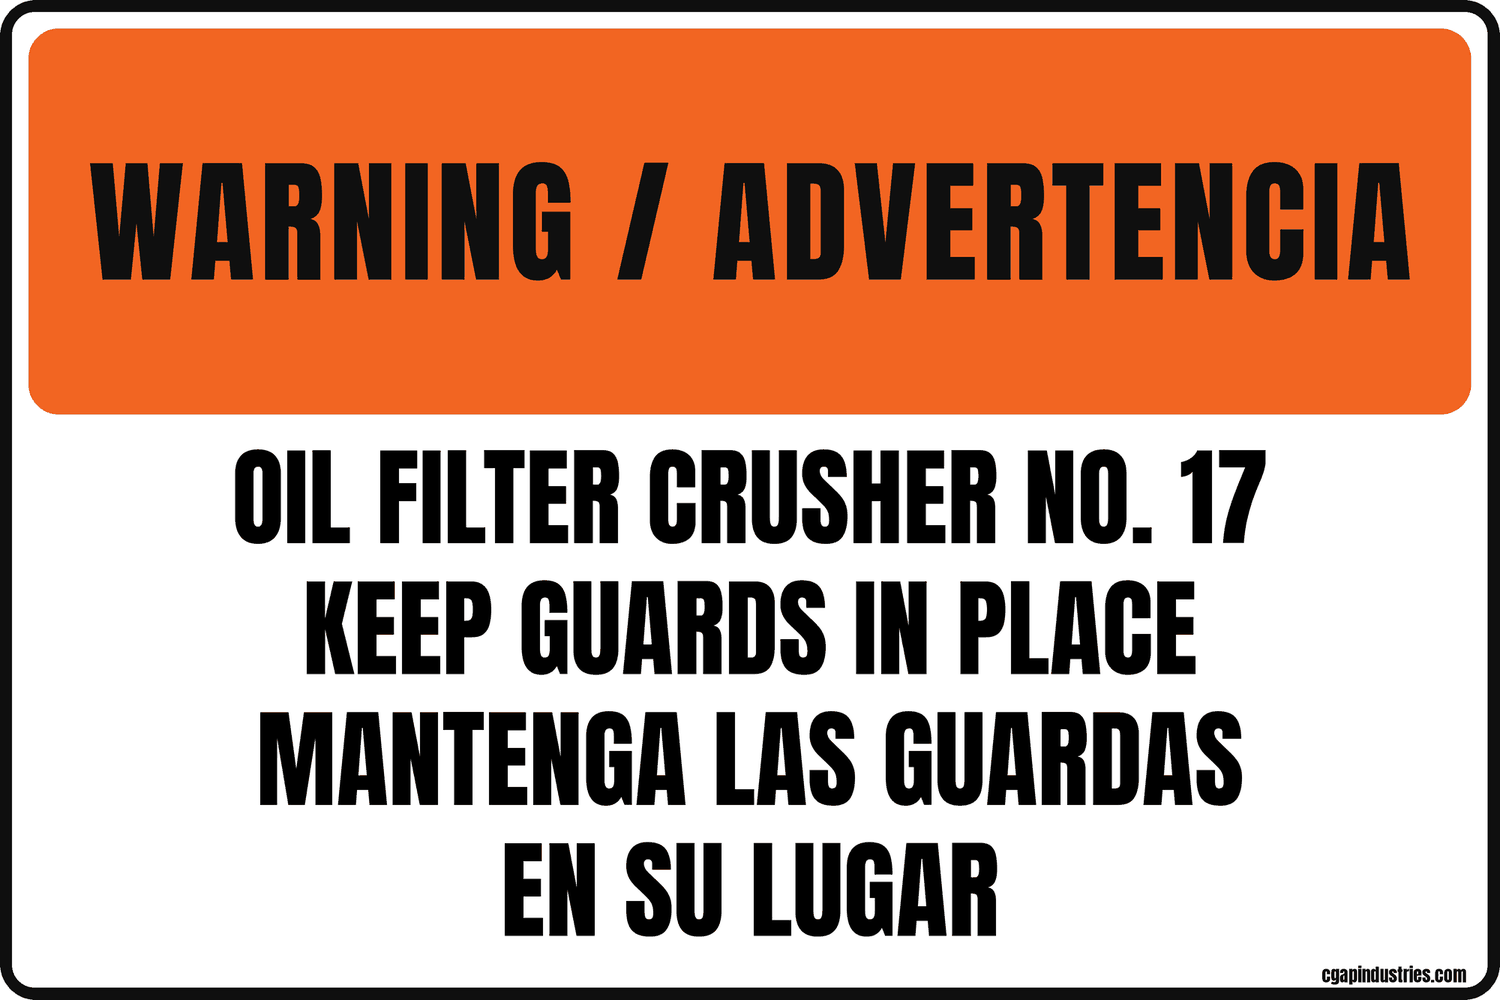 WARNING / ADVERTENCIA
OIL FILTER CRUSHER NO. 17
KEEP GUARDS IN PLACE
MANTENGA LAS GUARDAS
EN SU LUGAR
cgapindustries.com